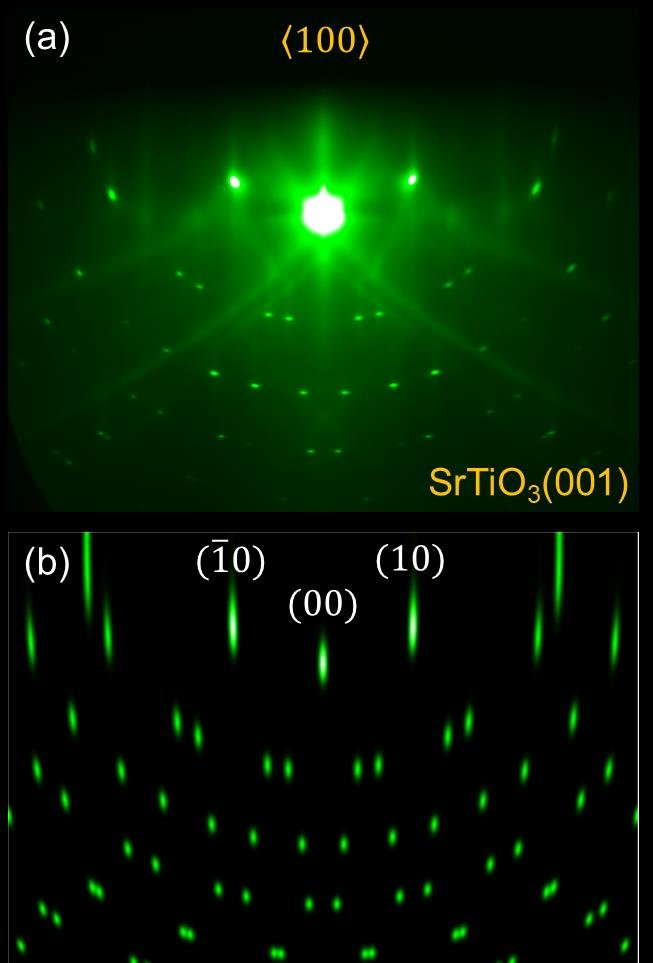 (a)
⟨100⟩
SrTiO₃(001)
(b)
(1̅0)
(10)
(00)